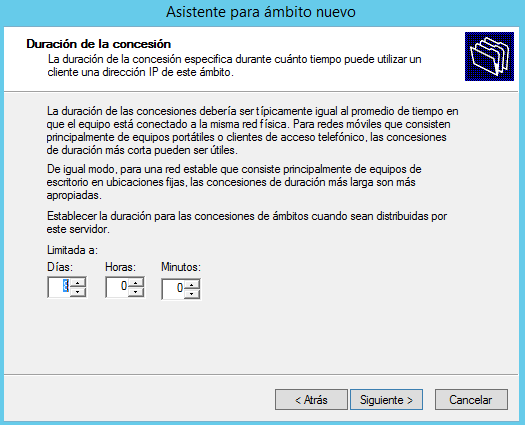 Asistente para ámbito nuevo
Duración de la concesión
La duración de la concesión especifica durante cuánto tiempo puede utilizar un
cliente una dirección IP de este ámbito.
La duración de las concesiones debería ser típicamente igual al promedio de tiempo en
que el equipo está conectado a la misma red física. Para redes móviles que consisten
principalmente de equipos portátiles o clientes de acceso telefónico, las concesiones
de duración más corta pueden ser útiles.
De igual modo, para una red estable que consiste principalmente de equipos de
escritorio en ubicaciones fijas, las concesiones de duración más larga son más
apropiadas.
Establecer la duración para las concesiones de ámbitos cuando sean distribuidas por
este servidor.
Limitada a:
Días: Horas: Minutos:
0 0
< Atrás Siguiente > Cancelar